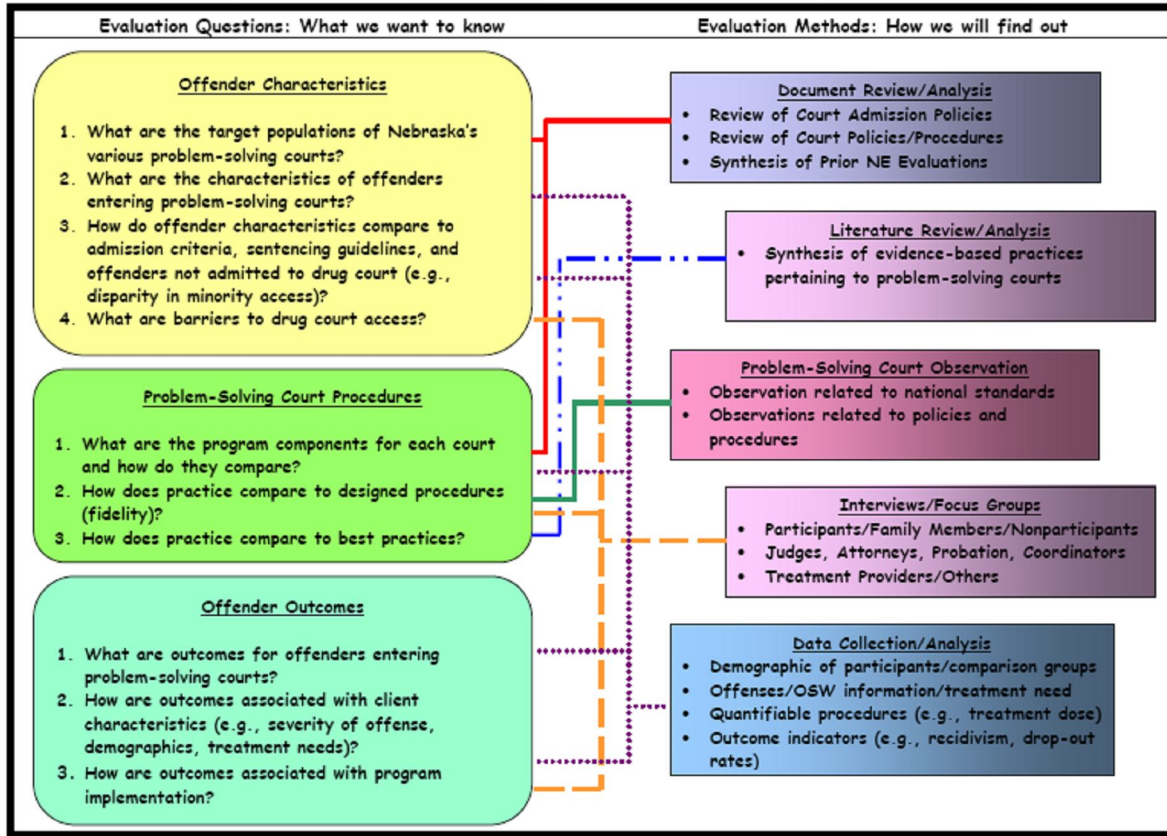 Evaluation Questions: What we want to know
Offender Characteristics
1. What are the target populations of Nebraska's
various problem-solving courts?
2. What are the characteristics of offenders
entering problem-solving courts?
3. How do offender characteristics compare to
admission criteria, sentencing guidelines, and
offenders not admitted to drug court (e.g.,
disparity in minority access)?
4. What are barriers to drug court access?
Problem-Solving Court Procedures
1. What are the program components for each court
and how do they compare?
2. How does practice compare to designed procedures
(fidelity)?
3. How does practice compare to best practices?
Offender Outcomes
1. What are outcomes for offenders entering
problem-solving courts?
2. How are outcomes associated with client
characteristics (e.g., severity of offense,
demographics, treatment needs)?
3. How are outcomes associated with program
implementation?
Evaluation Methods: How we will find out
Document Review/Analysis
• Review of Court Admission Policies
• Review of Court Policies/Procedures
• Synthesis of Prior NE Evaluations
Literature Review/Analysis
• Synthesis of evidence-based practices
pertaining to problem-solving courts
Problem-Solving Court Observation
• Observation related to national standards
• Observations related to policies and
procedures
Interviews/Focus Groups
• Participants/Family Members/Nonparticipants
• Judges, Attorneys, Probation, Coordinators
• Treatment Providers/Others
Data Collection/Analysis
• Demographic of participants/comparison groups
• Offenses/OSW information/treatment need
• Quantifiable procedures (e.g., treatment dose)
• Outcome indicators (e.g., recidivism, drop-out
rates)